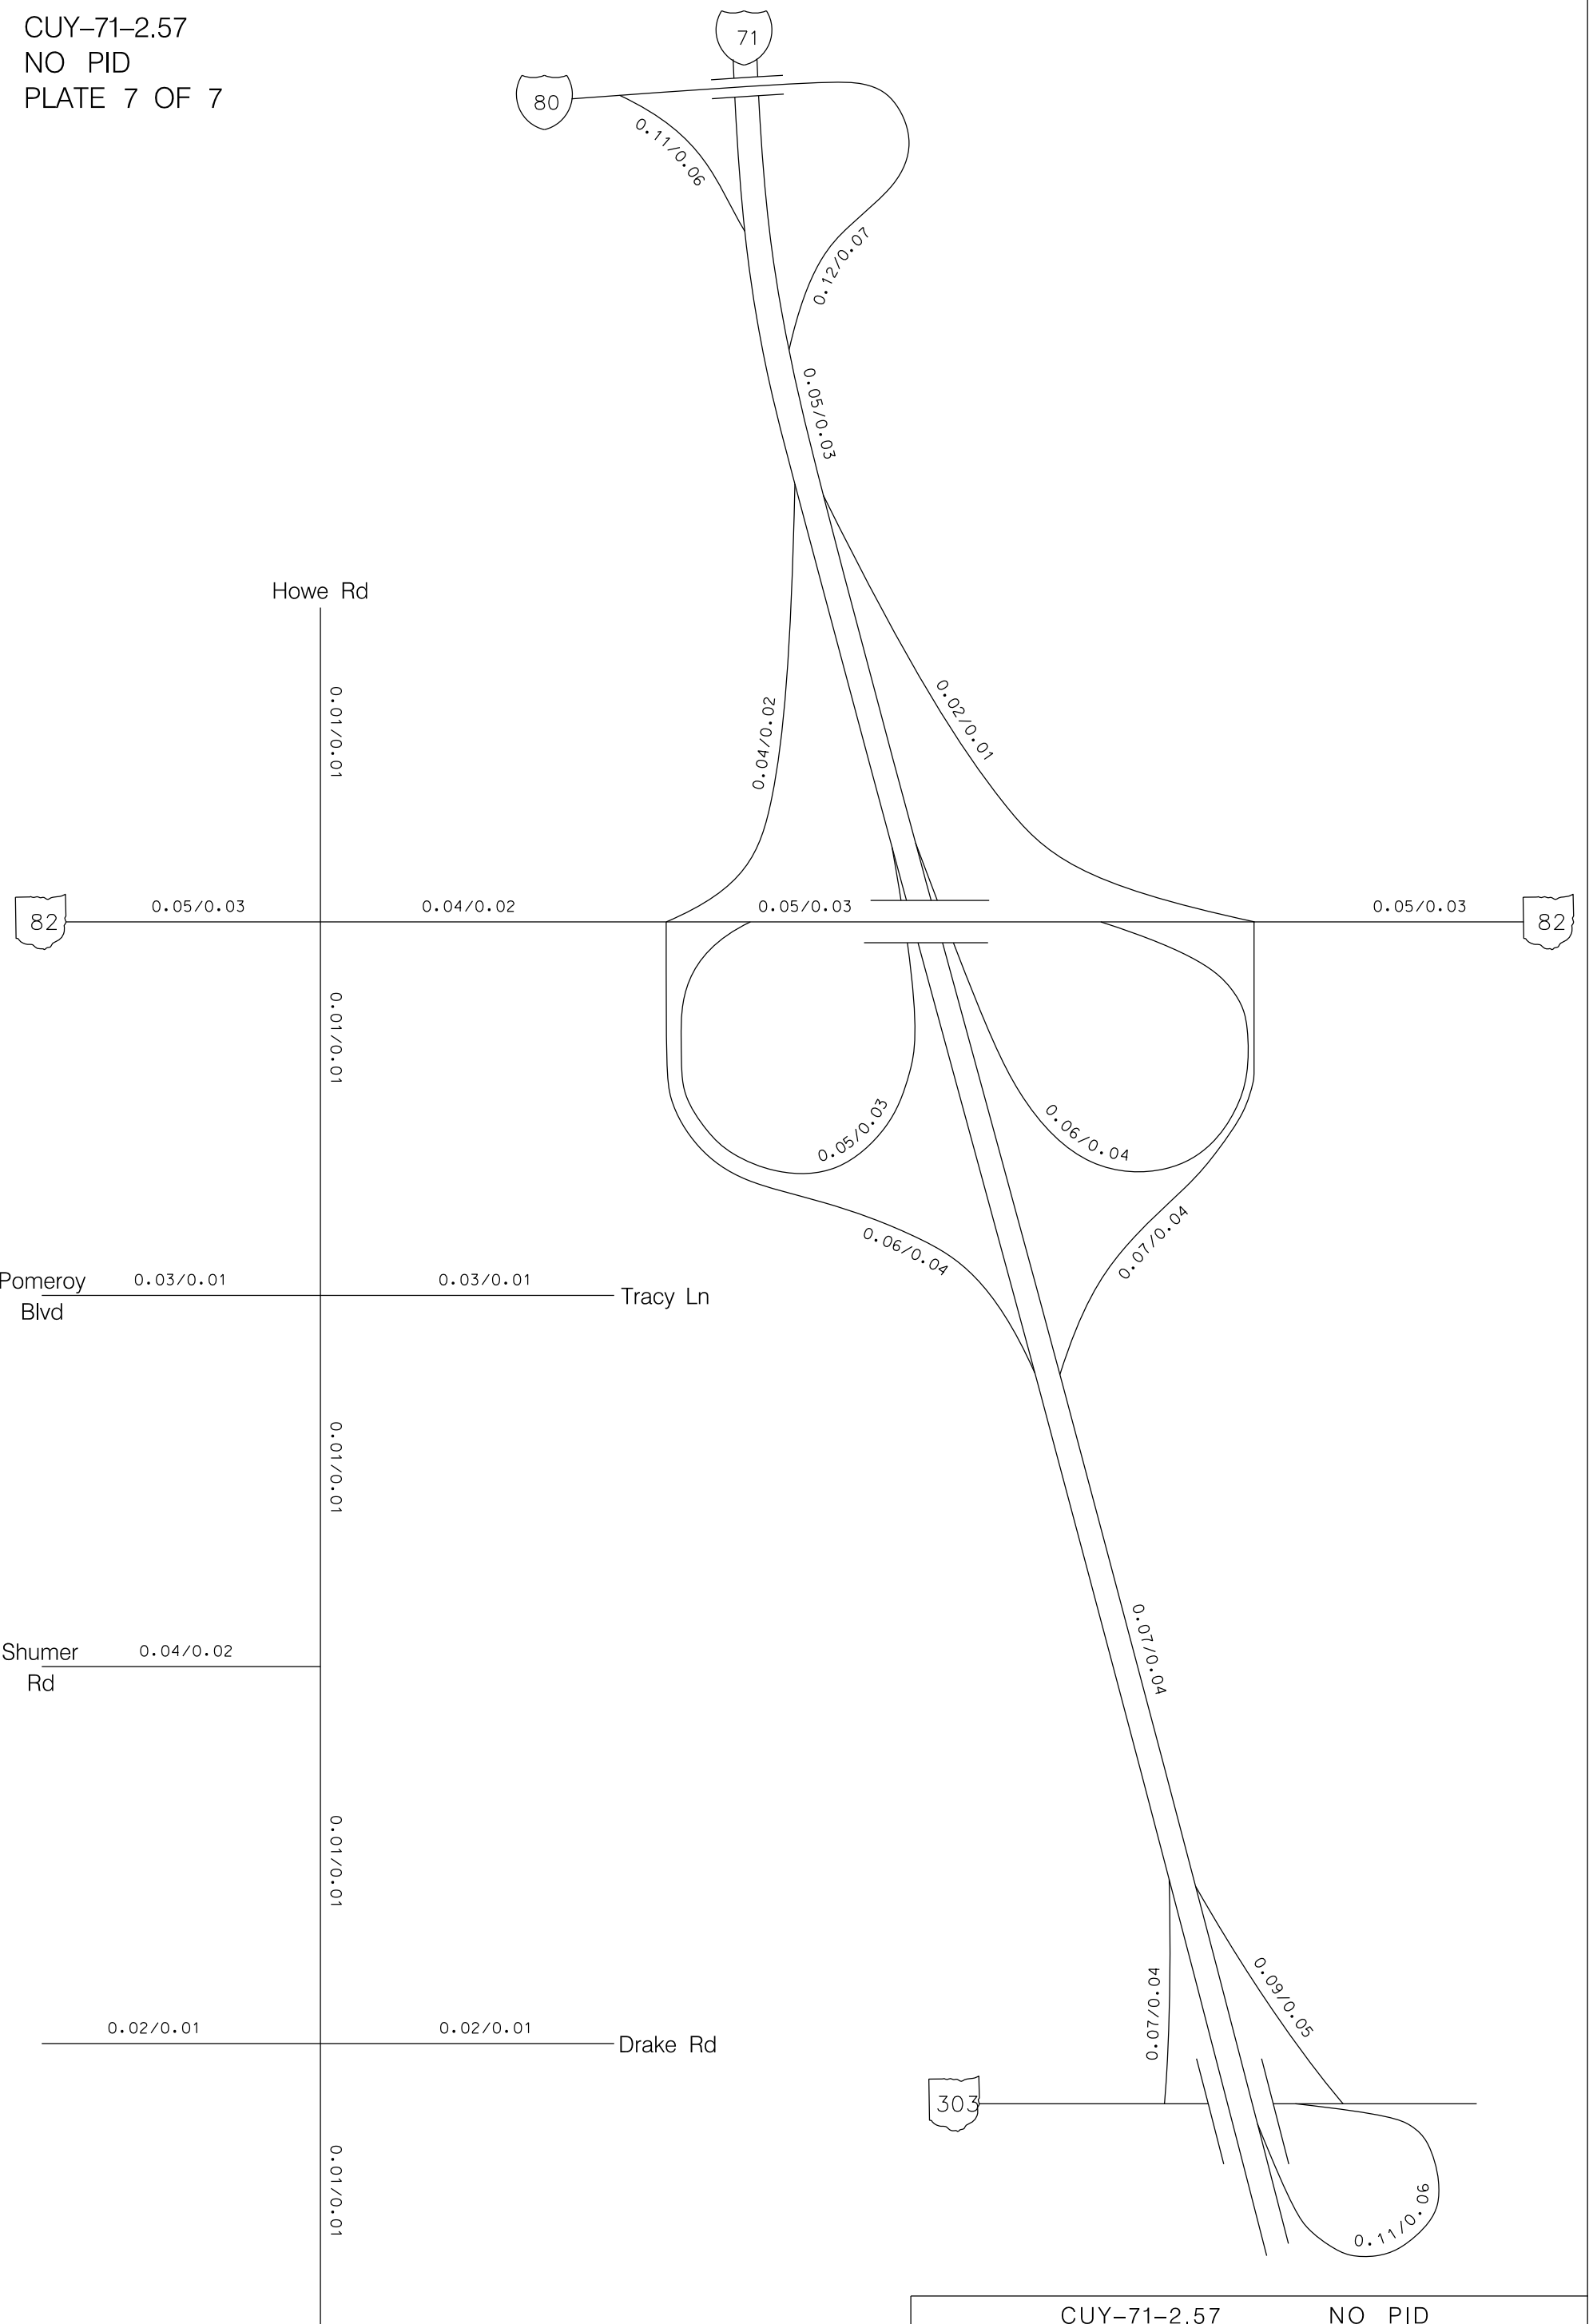 CUY-71-2.57
NO PID
PLATE 7 OF 7
71
80
0.11/0.06
0.12/0.07
0.05/0.03
Howe Rd
0.01/0.01
0.04/0.02
0.02/0.01
82
0.05/0.03
0.04/0.02
0.05/0.03
0.05/0.03
82
0.01/0.01
0.05/0.03
0.06/0.04
0.06/0.04
0.07/0.04
Pomeroy
Blvd
0.03/0.01
0.03/0.01
Tracy Ln
0.01/0.01
Shumer
Rd
0.04/0.02
0.07/0.04
0.01/0.01
0.02/0.01
0.02/0.01
Drake Rd
0.07/0.04
0.09/0.05
303
0.01/0.01
0.11/0.06
CUY-71-2.57 NO PID